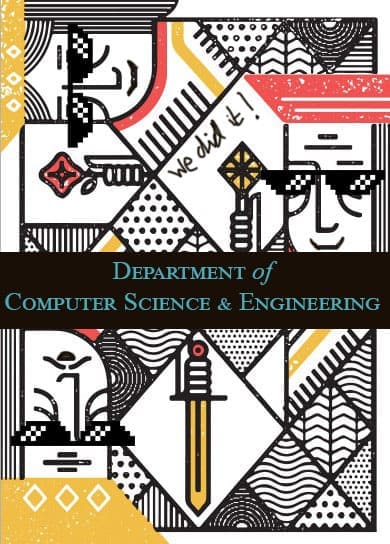 we did it!
DEPARTMENT of
COMPUTER SCIENCE & ENGINEERING